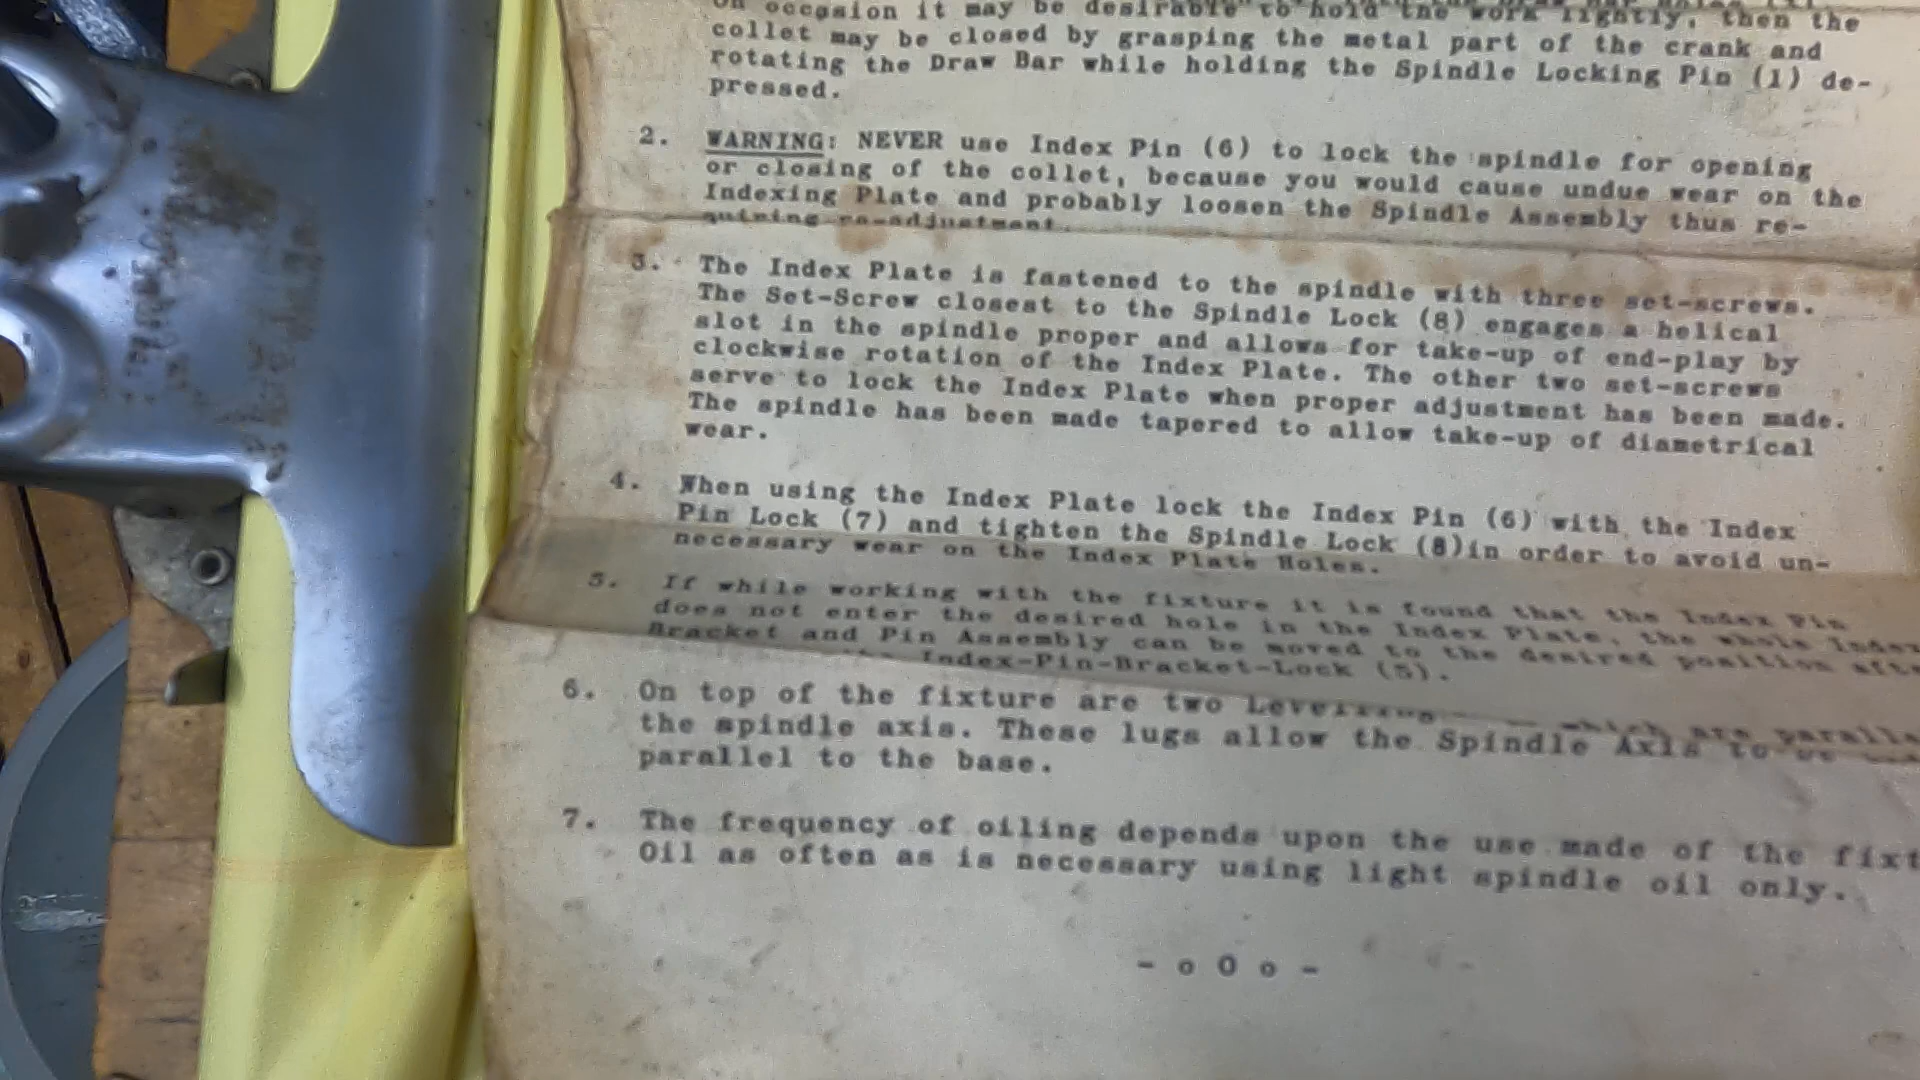 On occasion it may be desirable to hold the work lightly, then the
collet may be closed by grasping the metal part of the crank and
rotating the Draw Bar while holding the Spindle Locking Pin (1) de-
pressed.
2. WARNING: NEVER use Index Pin (6) to lock the spindle for opening
or closing of the collet, because you would cause undue wear on the
Indexing Plate and probably loosen the Spindle Assembly thus re-
quiring re-adjustment.
3. The Index Plate is fastened to the spindle with three set-screws.
The Set-Screw closest to the Spindle Lock (8) engages a helical
slot in the spindle proper and allows for take-up of end-play by
clockwise rotation of the Index Plate. The other two set-screws
serve to lock the Index Plate when proper adjustment has been made.
The spindle has been made tapered to allow take-up of diametrical
wear.
4. When using the Index Plate lock the Index Pin (6) with the Index
Pin Lock (7) and tighten the Spindle Lock (8)in order to avoid un-
necessary wear on the Index Plate Holes.
5. If while working with the fixture it is found that the Index Pin
does not enter the desired hole in the Index Plate, the whole Index
Bracket and Pin Assembly can be moved to the desired position afte
Index-Pin-Bracket-Lock (5).
6. On top of the fixture are two which are paralle
the spindle axis. These lugs allow the Spindle Axis to
parallel to the base.
7. The frequency of oiling depends upon the use made of the fixt
Oil as often as is necessary using light spindle oil only.
- o O o -